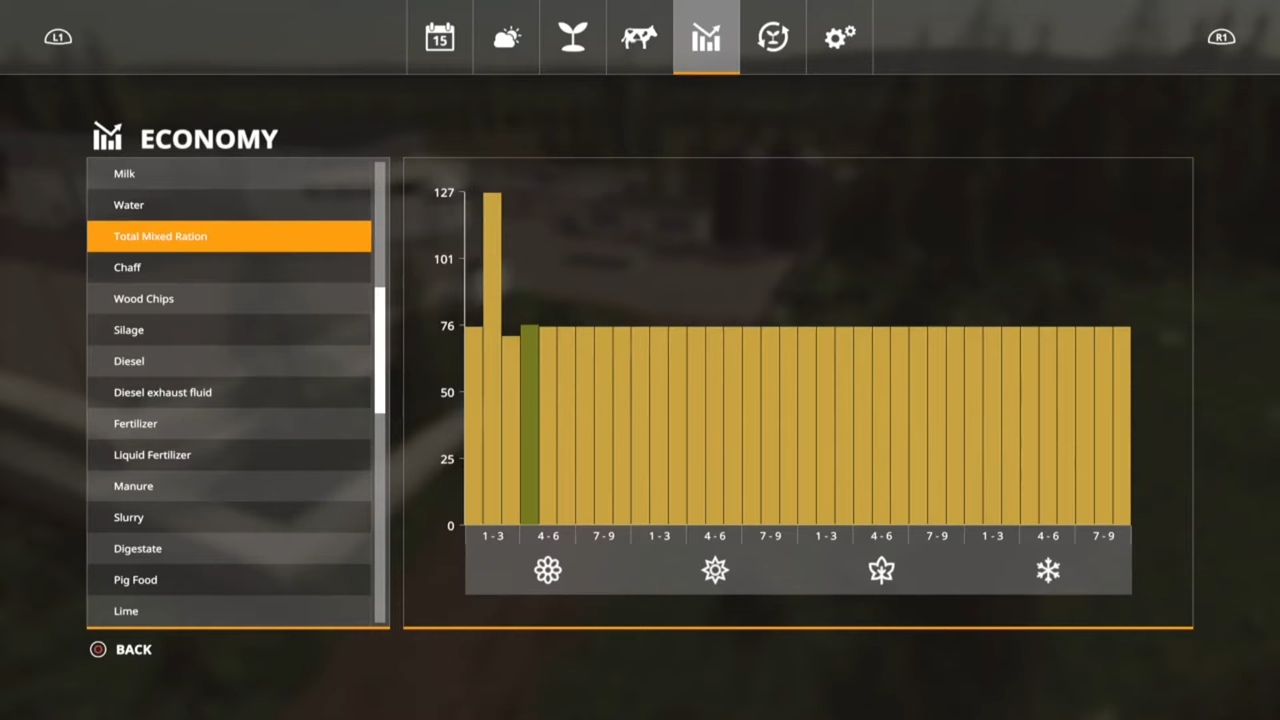 L1
15
R1
ECONOMY
Milk
Water
Total Mixed Ration
Chaff
Wood Chips
Silage
Diesel
Diesel exhaust fluid
Fertilizer
Liquid Fertilizer
Manure
Slurry
Digestate
Pig Food
Lime
127
101
76
50
25
0
1 - 3 4 - 6 7 - 9 1 - 3 4 - 6 7 - 9 1 - 3 4 - 6 7 - 9 1 - 3 4 - 6 7 - 9
BACK